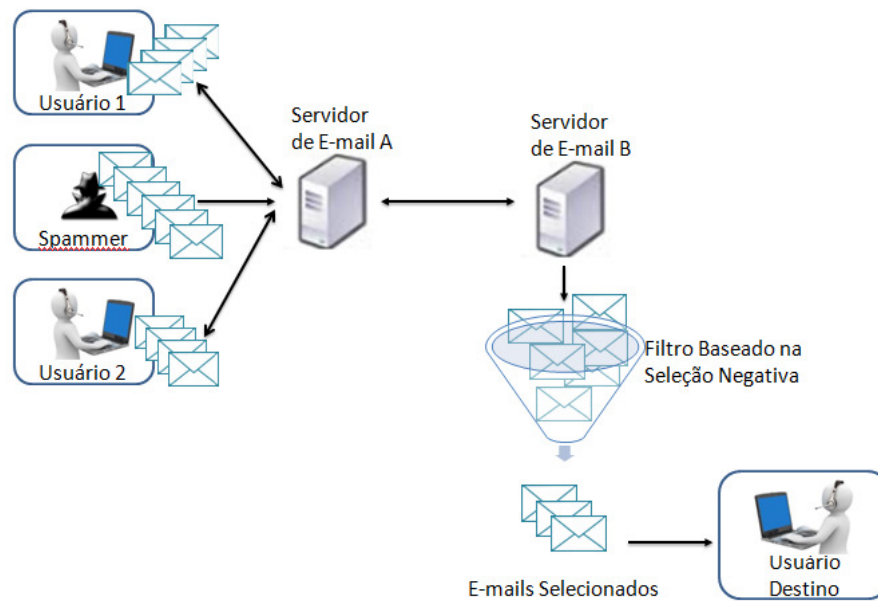 Usuário 1
Servidor
de E-mail A
Servidor
de E-mail B
Spammer
Usuário 2
Filtro Baseado na
Seleção Negativa
E-mails Selecionados
Usuário
Destino